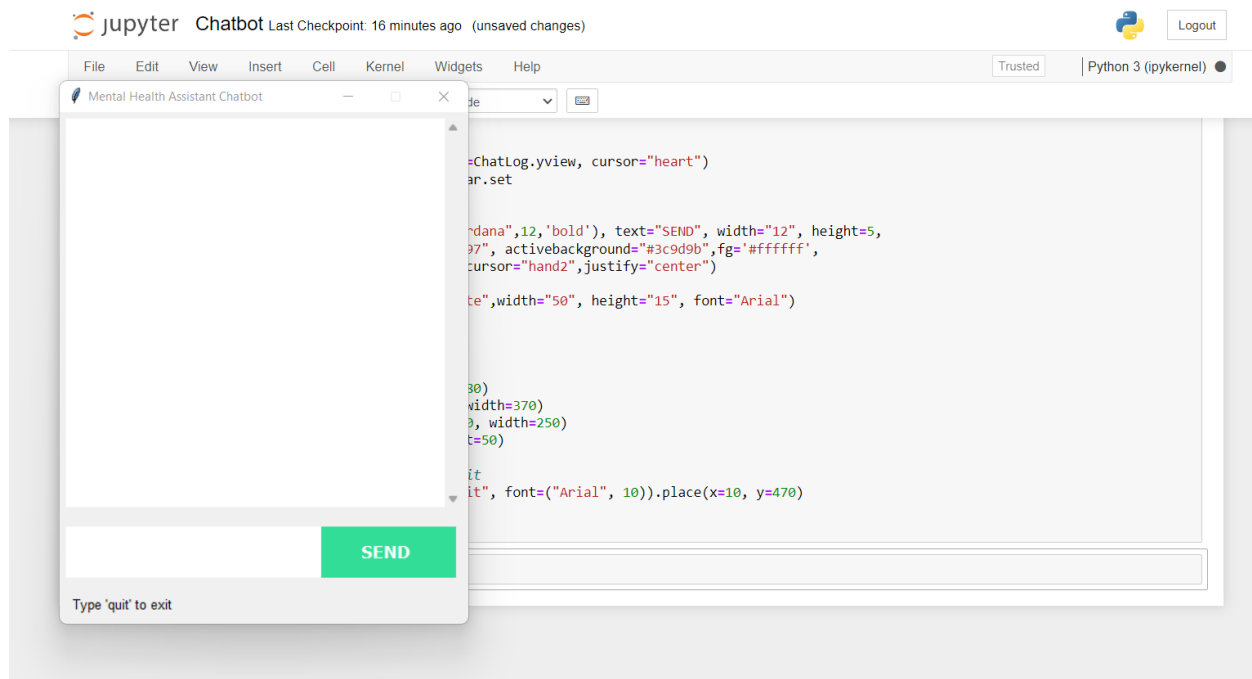 jupyter Chatbot Last Checkpoint: 16 minutes ago (unsaved changes)
Logout
File Edit View Insert Cell Kernel Widgets Help
Trusted Python 3 (ipykernel)
Mental Health Assistant Chatbot
de
=ChatLog.yview, cursor="heart")
ar.set
rdana",12,'bold'), text="SEND", width="12", height=5,
97", activebackground="#3c9d9b",fg='#ffffff',
cursor="hand2",justify="center")
te",width="50", height="15", font="Arial")
80)
width=370)
0, width=250)
t=50)
it
it", font=("Arial", 10)).place(x=10, y=470)
SEND
Type 'quit' to exit